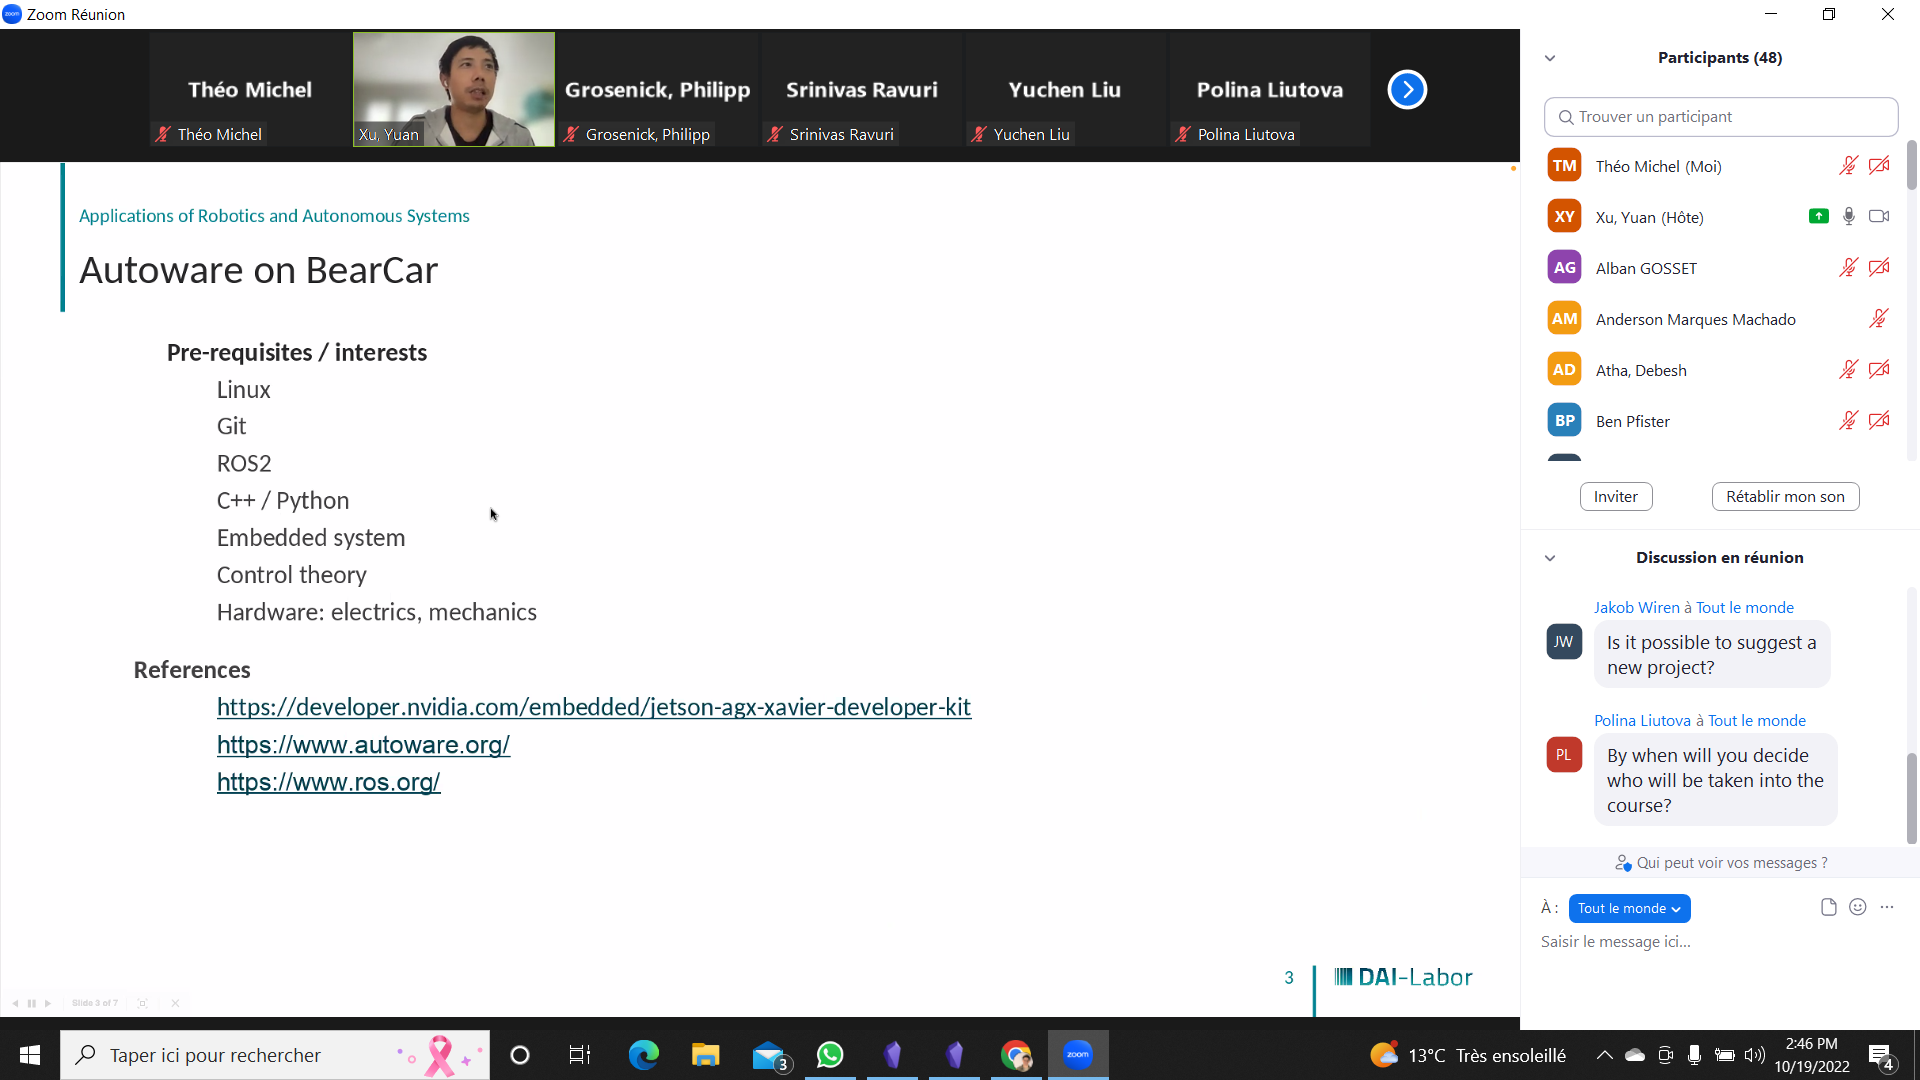 Zoom Réunion
Théo Michel
Grosenick, Philipp
Srinivas Ravuri
Yuchen Liu
Polina Liutova
Théo Michel
Xu, Yuan
Grosenick, Philipp
Srinivas Ravuri
Yuchen Liu
Polina Liutova
Applications of Robotics and Autonomous Systems
Autoware on BearCar
Pre-requisites / interests
Linux
Git
ROS2
C++ / Python
Embedded system
Control theory
Hardware: electrics, mechanics
References
https://developer.nvidia.com/embedded/jetson-agx-xavier-developer-kit
https://www.autoware.org/
https://www.ros.org/
3
DAI-Labor
Slide 3 of 7
Participants (48)
Trouver un participant
TM Théo Michel (Moi)
XY Xu, Yuan (Hôte)
AG Alban GOSSET
AM Anderson Marques Machado
AD Atha, Debesh
BP Ben Pfister
Inviter
Rétablir mon son
Discussion en réunion
Jakob Wiren à Tout le monde
JW
Is it possible to suggest a
new project?
Polina Liutova à Tout le monde
PL
By when will you decide
who will be taken into the
course?
Qui peut voir vos messages ?
À : Tout le monde
Saisir le message ici...
Taper ici pour rechercher
3
zoom
13°C Très ensoleillé
2:46 PM
10/19/2022
4